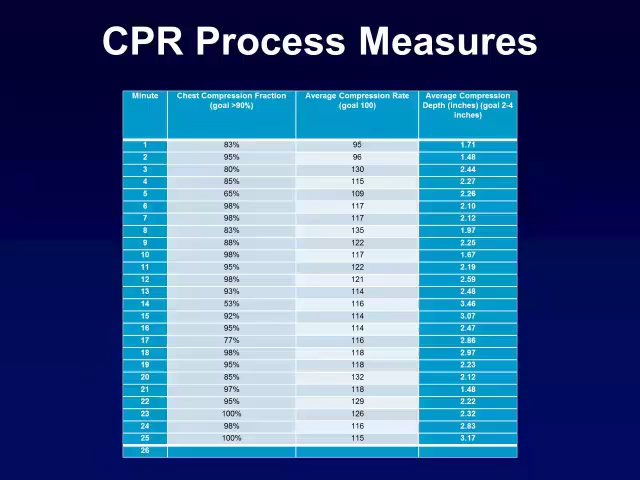 CPR Process Measures
Minute Chest Compression Fraction (goal >90%) Average Compression Rate (goal 100) Average Compression Depth (inches) (goal 2-4 inches)
1 83% 95 1.71
2 95% 96 1.48
3 80% 130 2.44
4 85% 115 2.27
5 65% 109 2.26
6 98% 117 2.10
7 98% 117 2.12
8 83% 135 1.97
9 88% 122 2.25
10 98% 117 1.67
11 95% 122 2.19
12 98% 121 2.59
13 93% 114 2.48
14 53% 116 3.46
15 92% 114 3.07
16 95% 114 2.47
17 77% 116 2.86
18 98% 118 2.97
19 95% 118 2.23
20 85% 132 2.12
21 97% 118 1.48
22 95% 129 2.22
23 100% 126 2.32
24 98% 116 2.83
25 100% 115 3.17
26